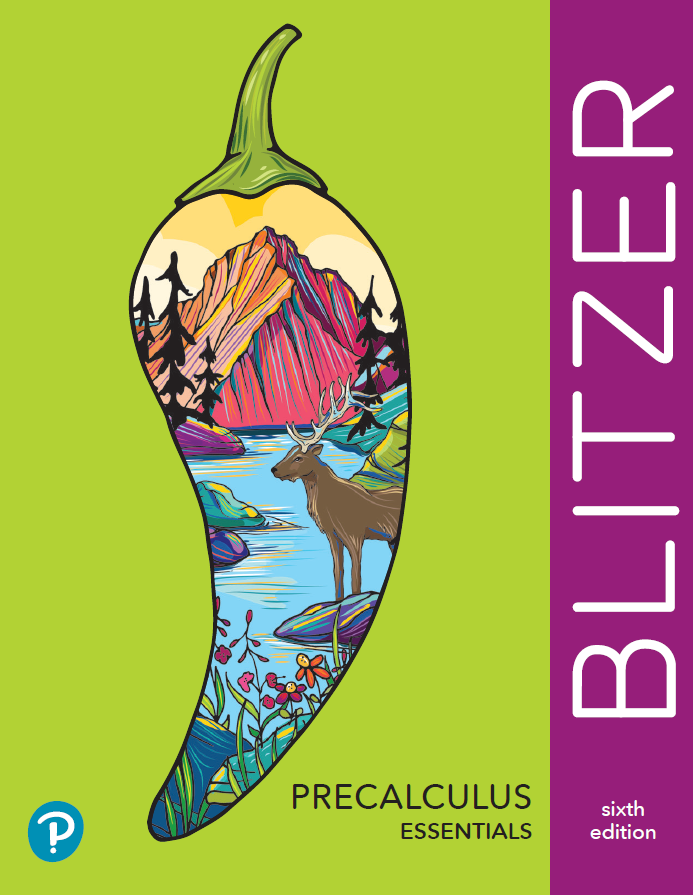 BLITZER
PRECALCULUS
ESSENTIALS
sixth
edition
P